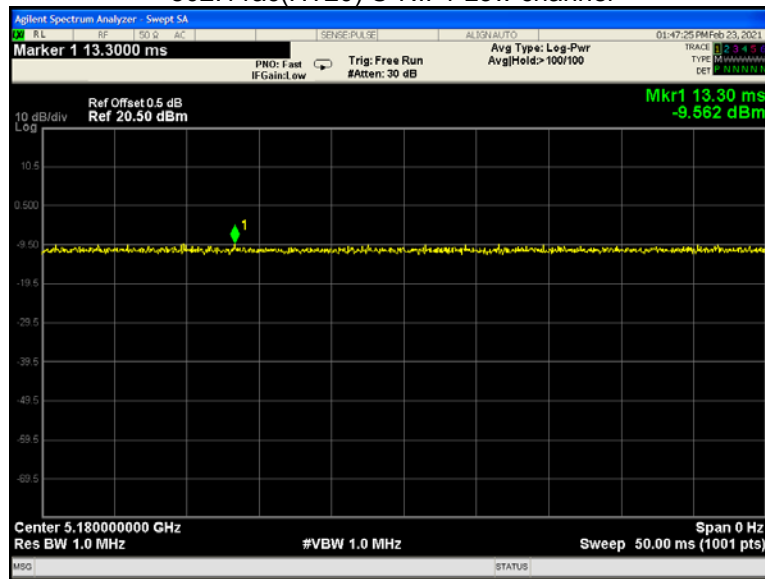 Agilent Spectrum Analyzer - Swept SA
RL RF 50 Ω AC SENSE:PULSE ALIGNAUTO 01:47:25 PM Feb 23, 2021
Marker 1 13.3000 ms
PNO: Fast
IFGain:Low
Trig: Free Run
#Atten: 30 dB
Avg Type: Log-Pwr
Avg|Hold:>100/100
TRACE 1 2 3 4 5 6
TYPE M
DET P N N N N N
Mkr1 13.30 ms
-9.562 dBm
Ref Offset 0.5 dB
10 dB/div Ref 20.50 dBm
Log
10.5
0.500
1
-9.50
-19.5
-29.5
-39.5
-49.5
-59.5
-69.5
Center 5.180000000 GHz Span 0 Hz
Res BW 1.0 MHz #VBW 1.0 MHz Sweep 50.00 ms (1001 pts)
MSG STATUS